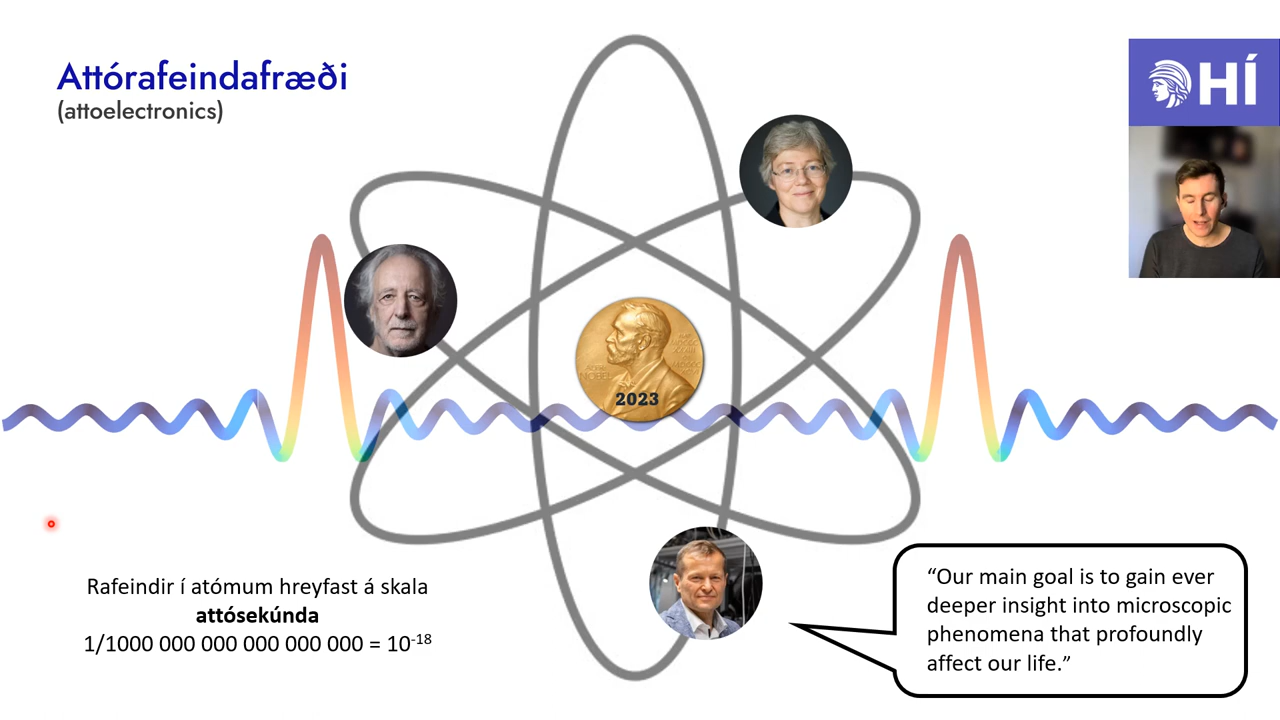 Attórafeindafræði
(attoelectronics)
HÍ
2023
Rafeindir í atómum hreyfast á skala
attósekúnda
1/1000 000 000 000 000 000 = 10⁻¹⁸
“Our main goal is to gain ever
deeper insight into microscopic
phenomena that profoundly
affect our life.”